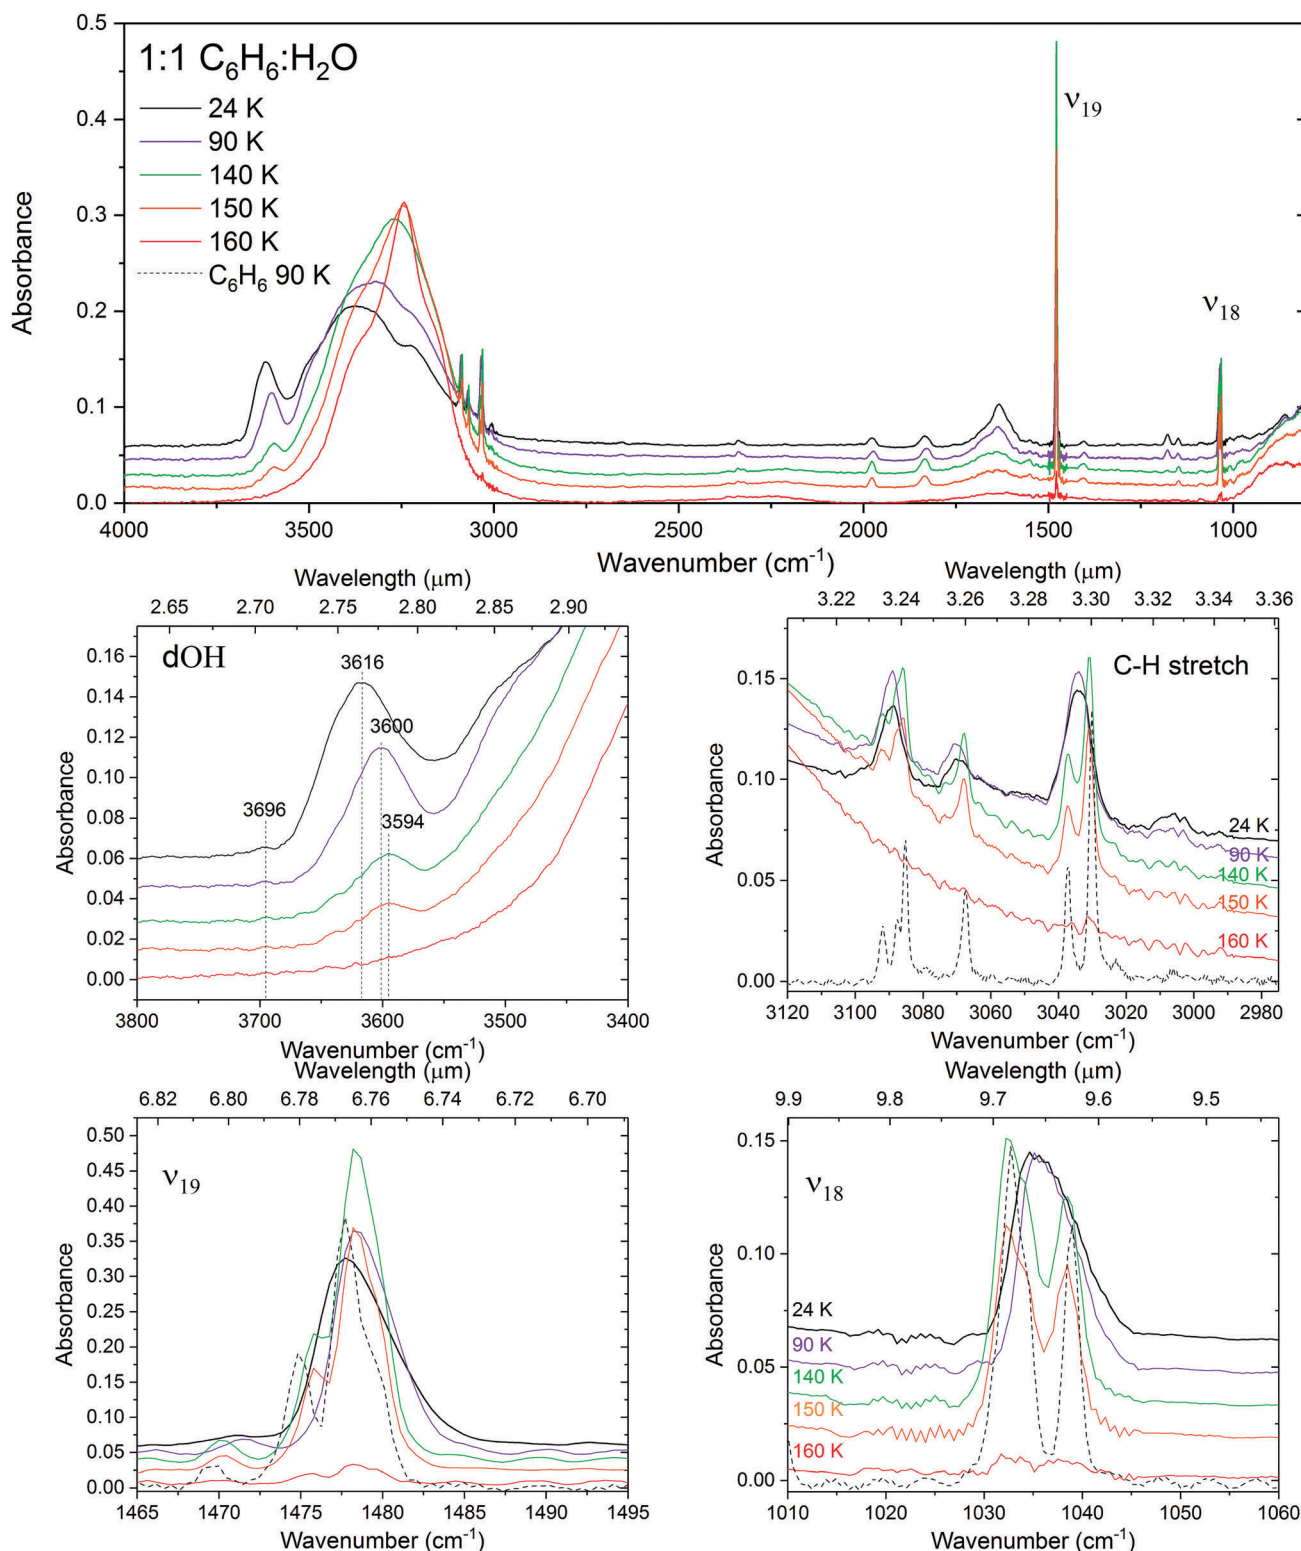 1:1 C₆H₆:H₂O
24 K
90 K
140 K
150 K
160 K
C₆H₆ 90 K
ν₁₉
ν₁₈
Absorbance
0.5
0.4
0.3
0.2
0.1
0.0
4000 3500 3000 2500 2000 1500 1000
Wavenumber (cm⁻¹)
Wavelength (μm)
2.65 2.70 2.75 2.80 2.85 2.90
dOH
3616
3600
3594
3696
Absorbance
0.16
0.14
0.12
0.10
0.08
0.06
0.04
0.02
0.00
3800 3700 3600 3500 3400
Wavenumber (cm⁻¹)
Wavelength (μm)
3.22 3.24 3.26 3.28 3.30 3.32 3.34 3.36
C-H stretch
Absorbance
0.15
0.10
0.05
0.00
24 K
90 K
140 K
150 K
160 K
3120 3100 3080 3060 3040 3020 3000 2980
Wavenumber (cm⁻¹)
Wavelength (μm)
6.82 6.80 6.78 6.76 6.74 6.72 6.70
ν₁₉
Absorbance
0.50
0.45
0.40
0.35
0.30
0.25
0.20
0.15
0.10
0.05
0.00
1465 1470 1475 1480 1485 1490 1495
Wavenumber (cm⁻¹)
Wavelength (μm)
9.9 9.8 9.7 9.6 9.5
ν₁₈
Absorbance
0.15
0.10
0.05
0.00
24 K
90 K
140 K
150 K
160 K
1010 1020 1030 1040 1050 1060
Wavenumber (cm⁻¹)